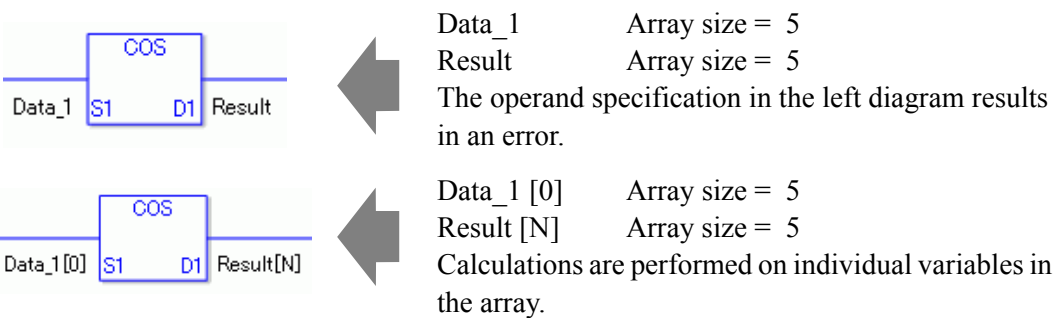 COS
Data_1 S1 D1 Result
Data_1 Array size = 5
Result Array size = 5
The operand specification in the left diagram results
in an error.
COS
Data_1[0] S1 D1 Result[N]
Data_1 [0] Array size = 5
Result [N] Array size = 5
Calculations are performed on individual variables in
the array.